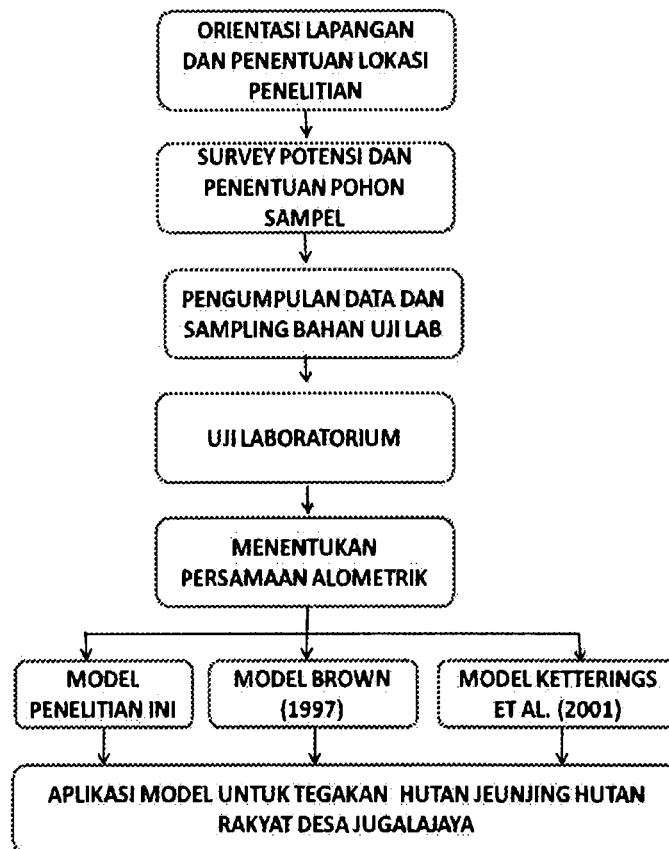 ORIENTASI LAPANGAN
DAN PENENTUAN LOKASI
PENELITIAN
SURVEY POTENSI DAN
PENENTUAN POHON
SAMPEL
PENGUMPULAN DATA DAN
SAMPLING BAHAN UJI LAB
UJI LABORATORIUM
MENENTUKAN
PERSAMAAN ALOMETRIK
MODEL
PENELITIAN INI
MODEL BROWN
(1997)
MODEL KETTERINGS
ET AL. (2001)
APLIKASI MODEL UNTUK TEGAKAN HUTAN JEUNJING HUTAN
RAKYAT DESA JUGALAJAYA